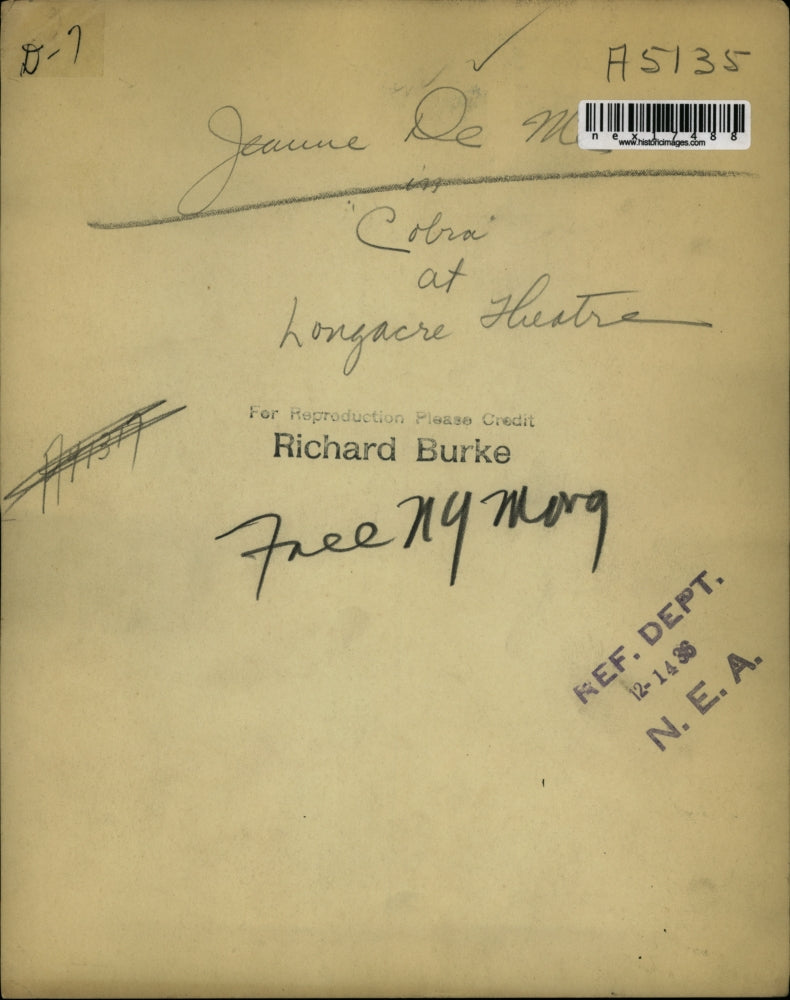 D-7
A5135
Jeanne De
nex17488
www.historicimages.com
in
"Cobra"
at
Longacre Theatre
For Reproduction Please Credit
Richard Burke
Free NY Morg
REF. DEPT.
12-14 36
N. E. A.